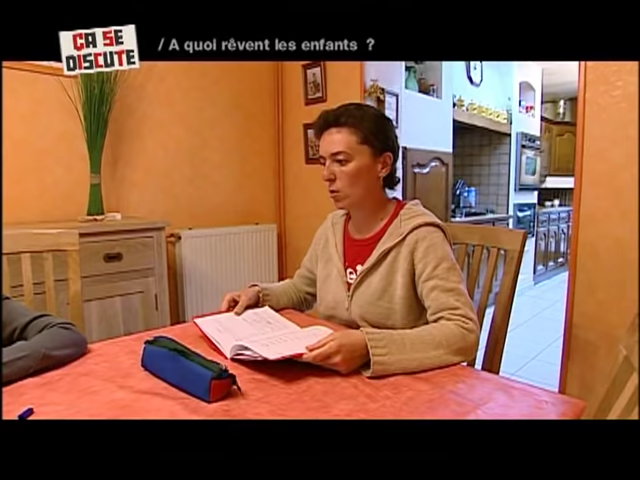 ÇA SE
DISCUTE
/ A quoi rêvent les enfants ?